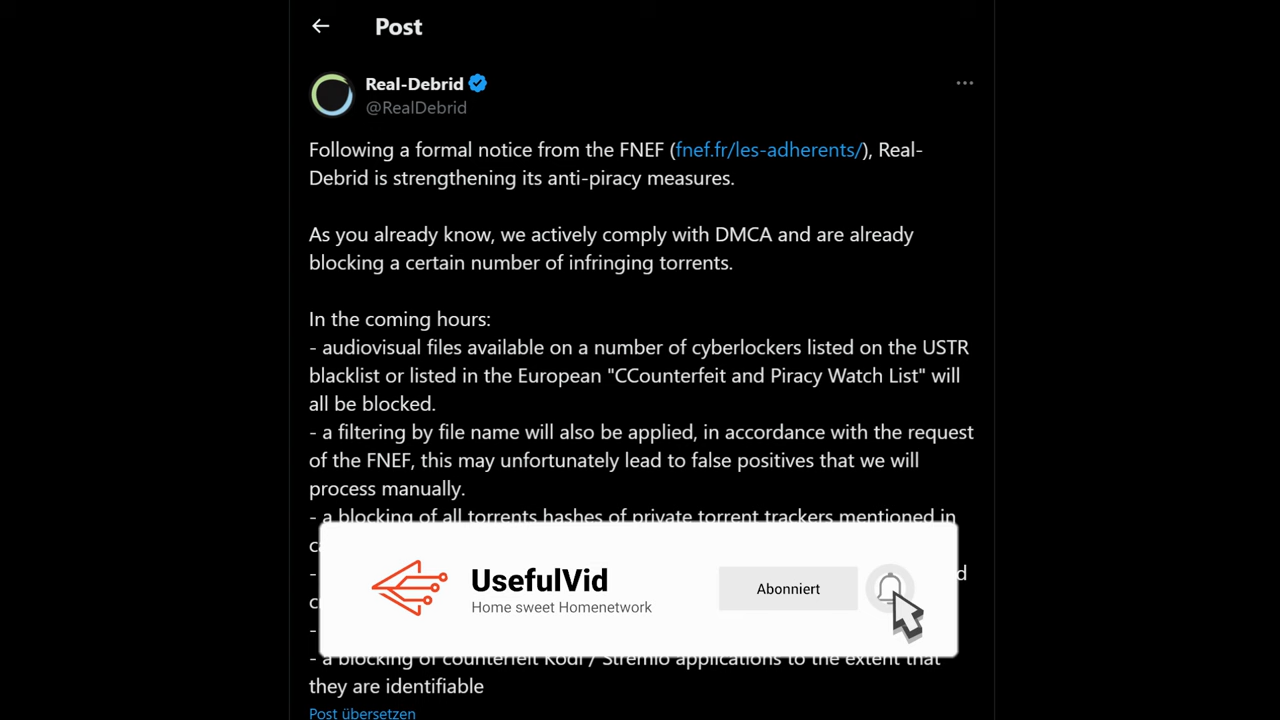 Post
Real-Debrid
@RealDebrid
Following a formal notice from the FNEF (fnef.fr/les-adherents/), Real-
Debrid is strengthening its anti-piracy measures.
As you already know, we actively comply with DMCA and are already
blocking a certain number of infringing torrents.
In the coming hours:
- audiovisual files available on a number of cyberlockers listed on the USTR
blacklist or listed in the European "CCounterfeit and Piracy Watch List" will
all be blocked.
- a filtering by file name will also be applied, in accordance with the request
of the FNEF, this may unfortunately lead to false positives that we will
process manually.
- a blocking of all torrents hashes of private torrent trackers mentioned in
UsefulVid
Home sweet Homenetwork
Abonniert
- a blocking of counterfeit Kodi / Stremio applications to the extent that
they are identifiable
Post übersetzen